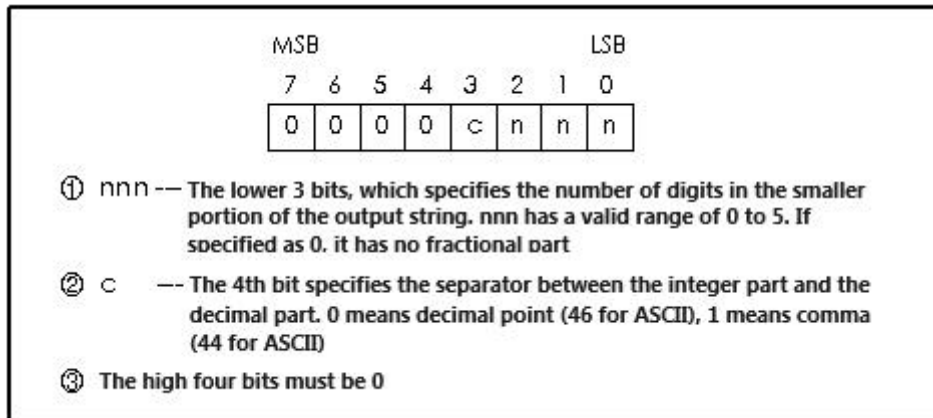 MSB LSB
7 6 5 4 3 2 1 0
0 0 0 0 c n n n
① nnn --- The lower 3 bits, which specifies the number of digits in the smaller
portion of the output string. nnn has a valid range of 0 to 5. If
specified as 0. it has no fractional part
② c --- The 4th bit specifies the separator between the integer part and the
decimal part. 0 means decimal point (46 for ASCII), 1 means comma
(44 for ASCII)
③ The high four bits must be 0